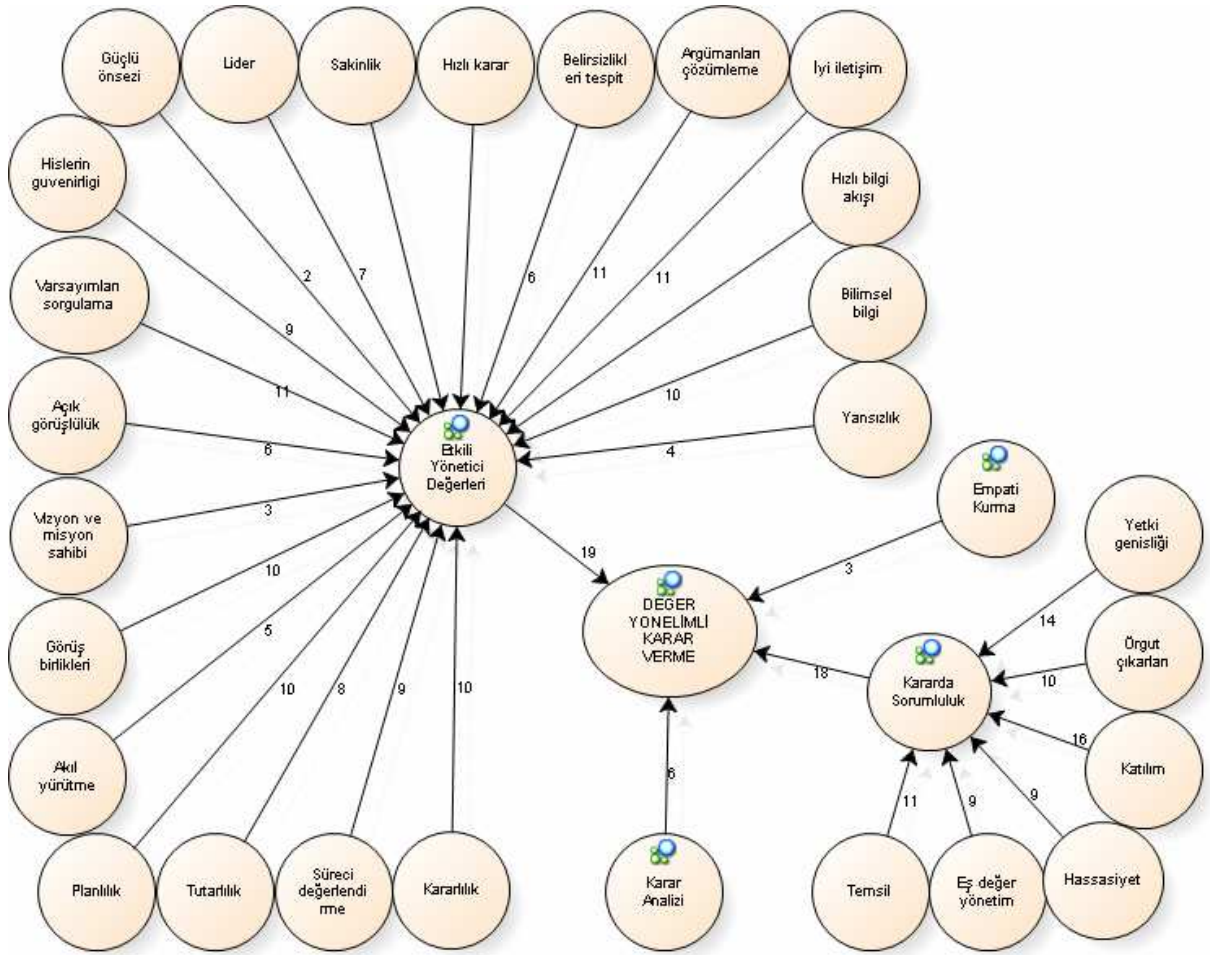 Güçlü
önsezi
Lider
Sakinlik
Hızlı karar
Belirsizlikl
eri tespit
Argümanları
çözümleme
İyi iletişim
Hislerin
guvenirligi
Hızlı bilgi
akışı
Varsayımları
sorgulama
2
7
6
11
11
Bilimsel
bilgi
9
10
11
Açık
görüşlülük
6
4
Yansızlık
Etkili
Yönetici
Değerleri
Vizyon ve
misyon
sahibi
3
Empati
Kurma
Yetki
genisliği
10
19
3
14
DEĞER
YÖNELİMLİ
KARAR
VERME
Görüş
birlikleri
5
Örgut
çıkarları
18
Kararda
Sorumluluk
10
10
8
9
10
16
Akıl
yürütme
6
Katılım
11
9
9
Planlılık
Tutarlılık
Süreci
değerlendi
rme
Kararlılık
Karar
Analizi
Temsil
Eş değer
yönetim
Hassasiyet